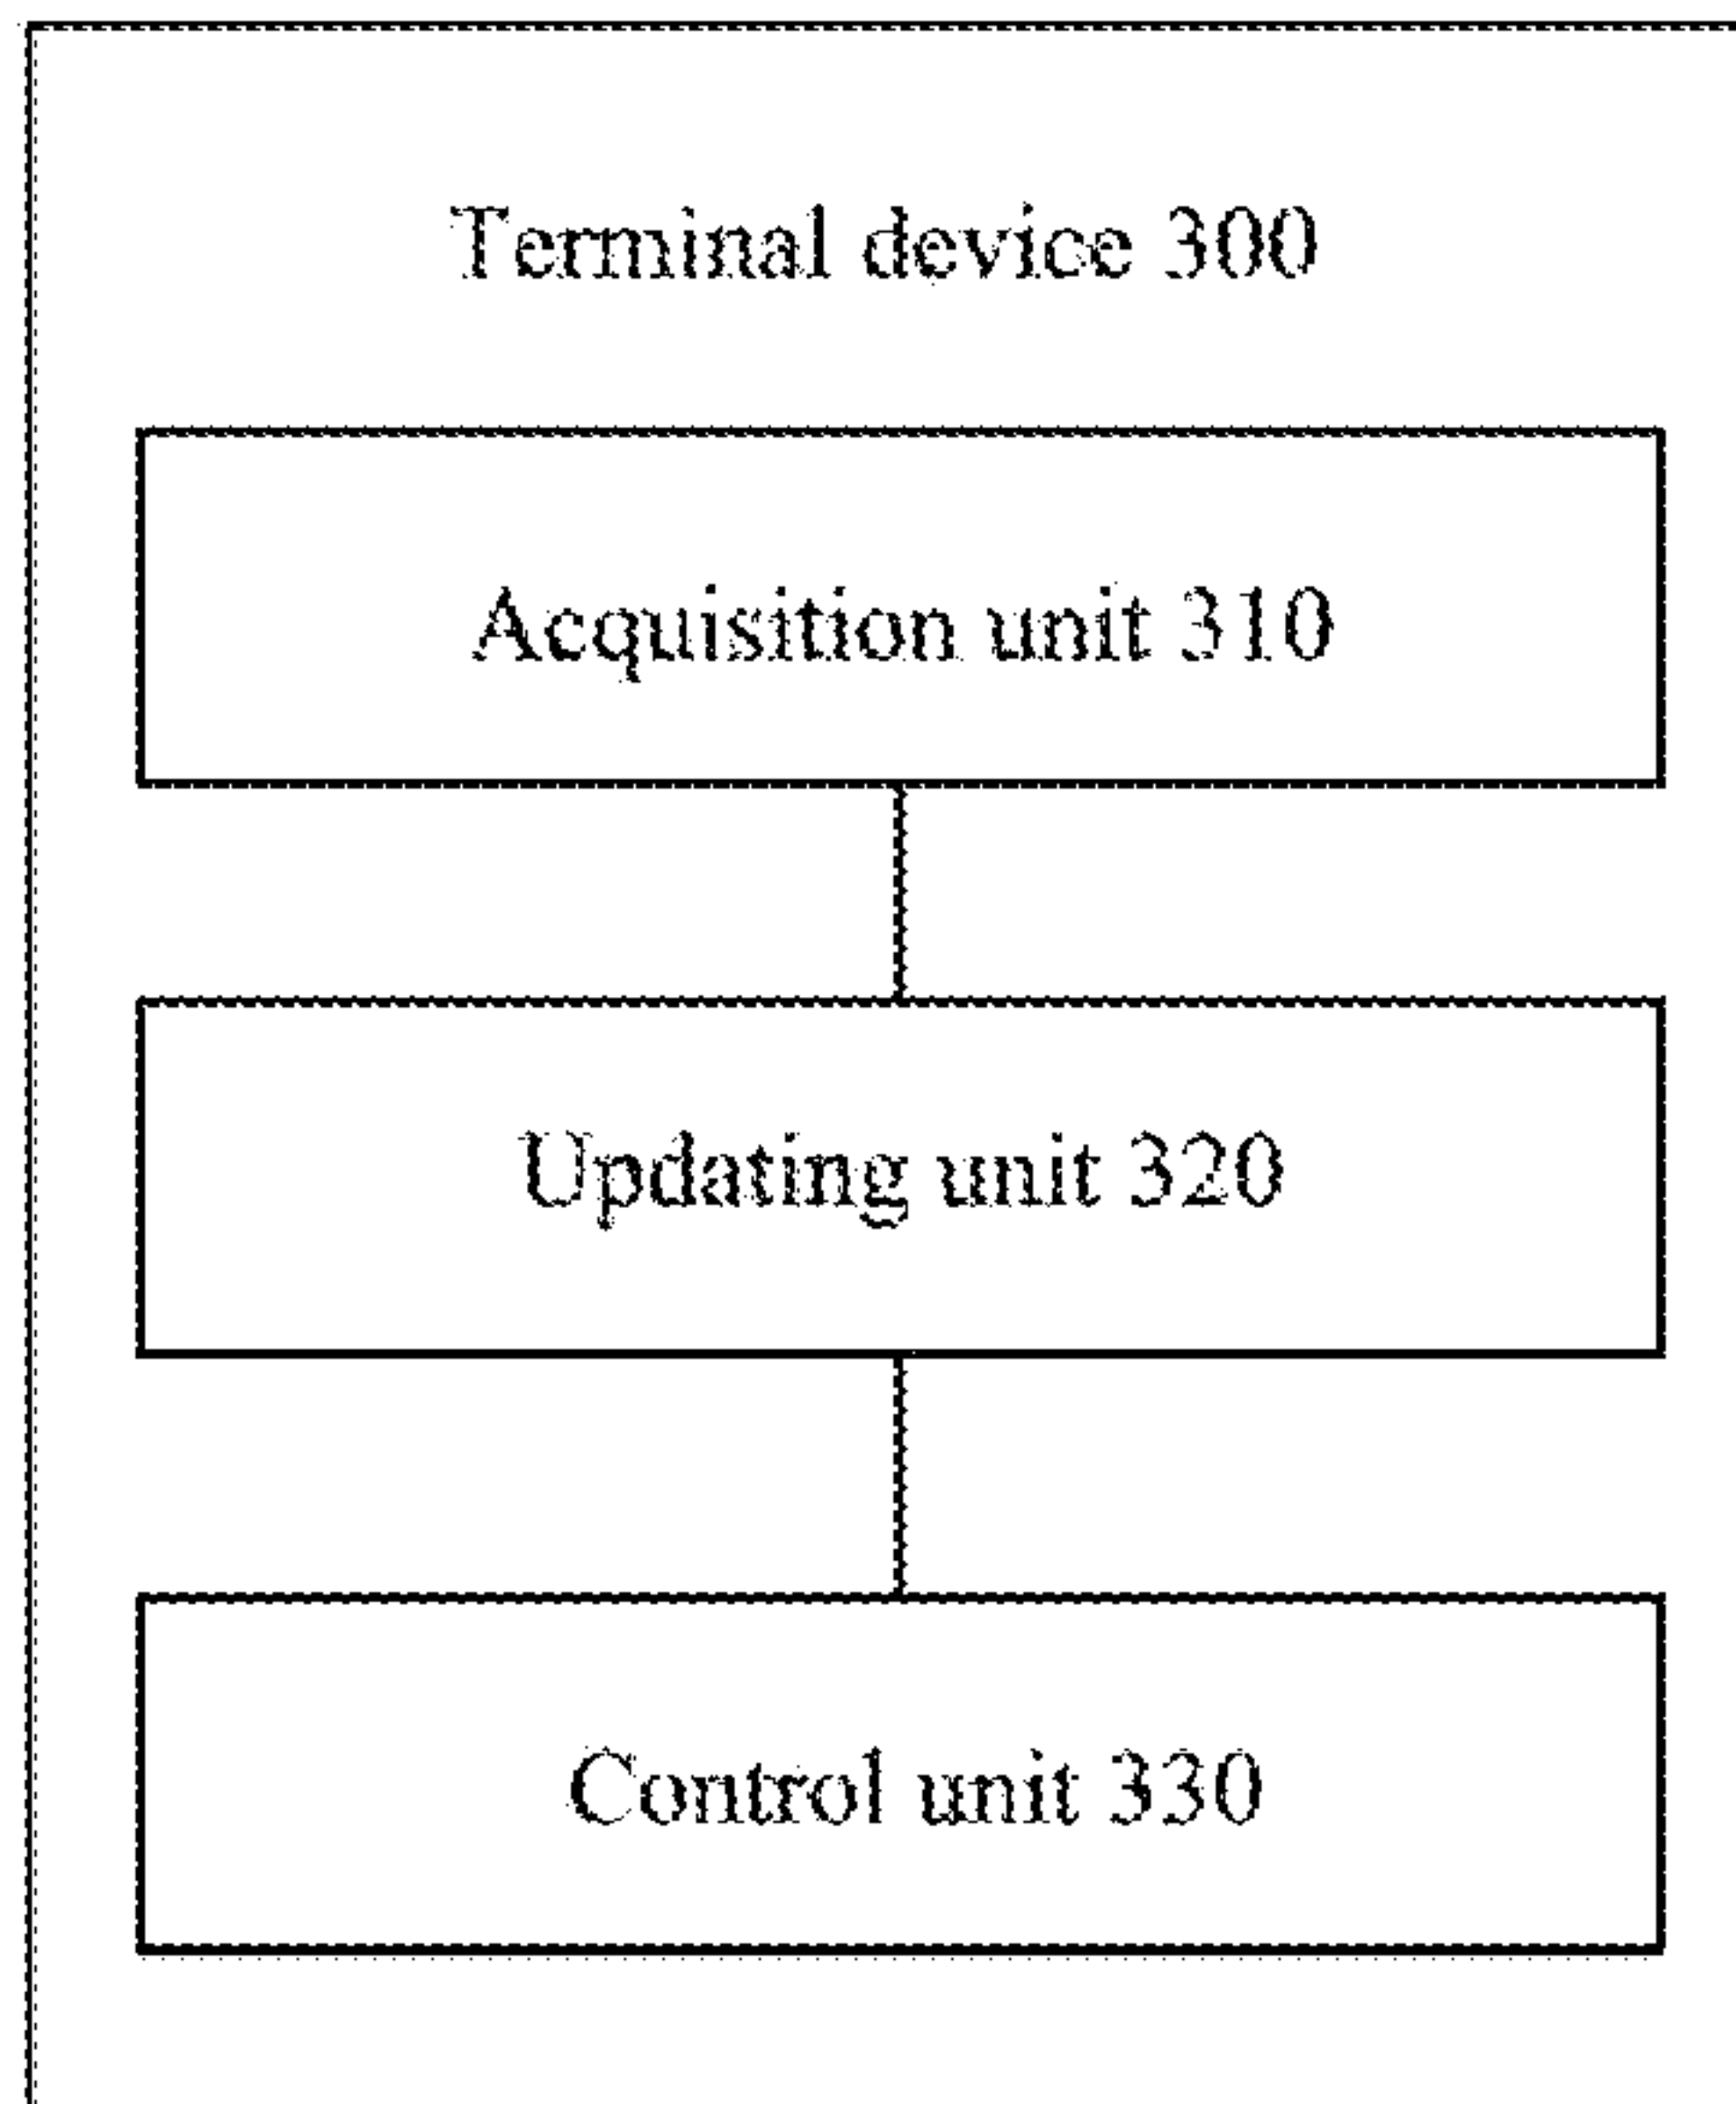 Terminal device 300
Acquisition unit 310
Updating unit 320
Control unit 330